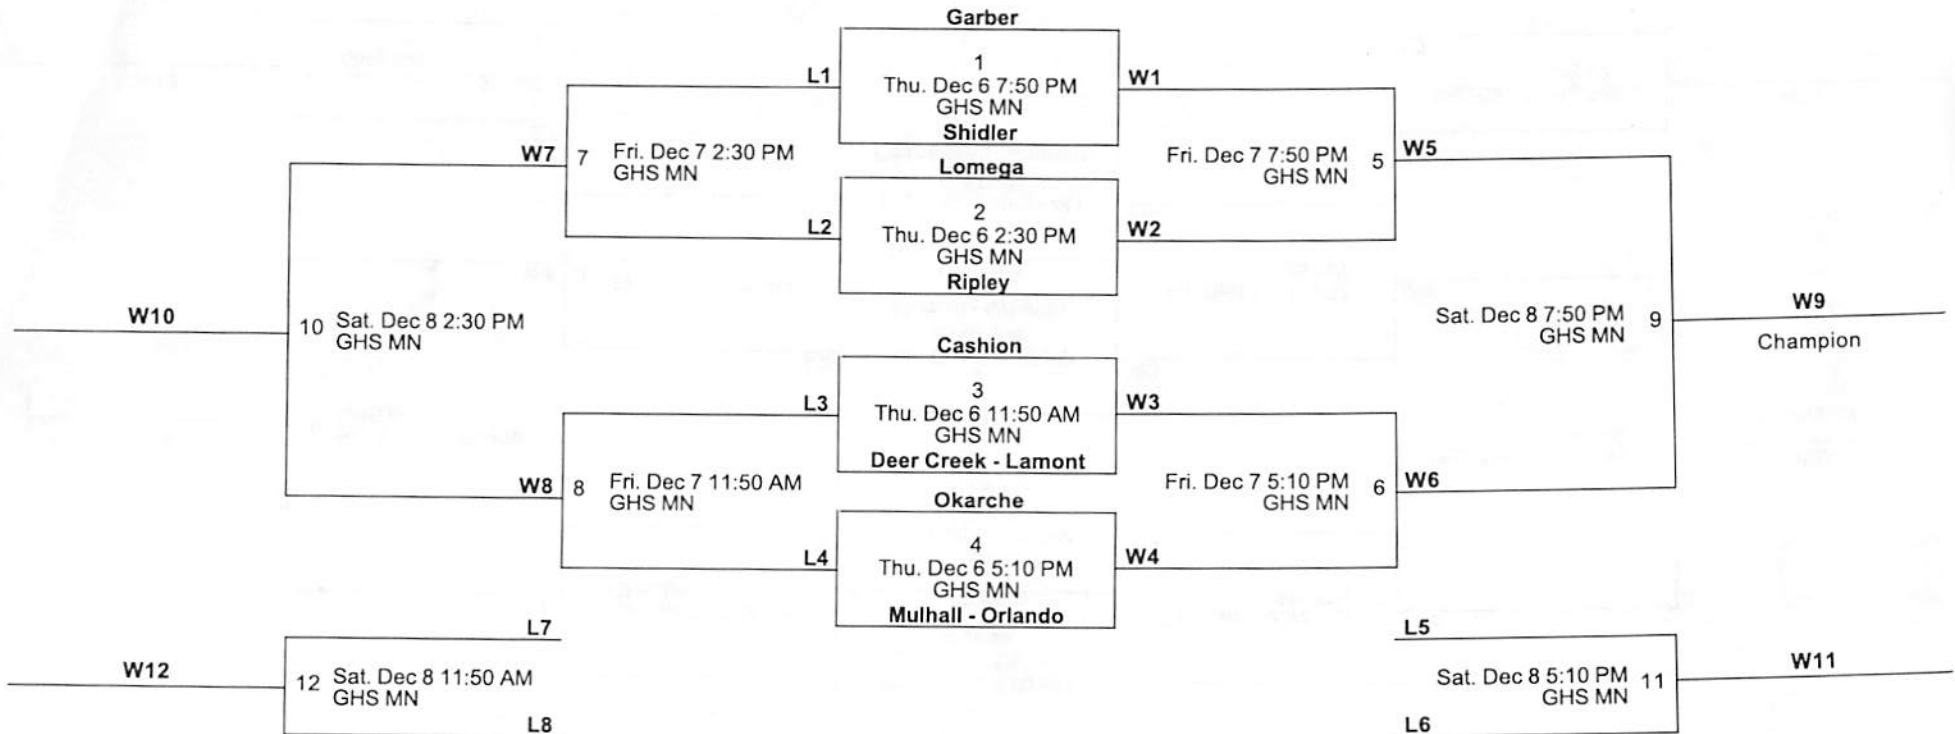 Garber
1
Thu. Dec 6 7:50 PM
GHS MN
Shidler
L1
W1
W7
7
Fri. Dec 7 2:30 PM
GHS MN
Fri. Dec 7 7:50 PM
GHS MN
5
W5
Lomega
2
Thu. Dec 6 2:30 PM
GHS MN
Ripley
L2
W2
W10
10
Sat. Dec 8 2:30 PM
GHS MN
Sat. Dec 8 7:50 PM
GHS MN
9
W9
Champion
Cashion
3
Thu. Dec 6 11:50 AM
GHS MN
Deer Creek - Lamont
L3
W3
W8
8
Fri. Dec 7 11:50 AM
GHS MN
Fri. Dec 7 5:10 PM
GHS MN
6
W6
Okarche
4
Thu. Dec 6 5:10 PM
GHS MN
Mulhall - Orlando
L4
W4
L7
W12
12
Sat. Dec 8 11:50 AM
GHS MN
L8
L5
Sat. Dec 8 5:10 PM
GHS MN
11
W11
L6